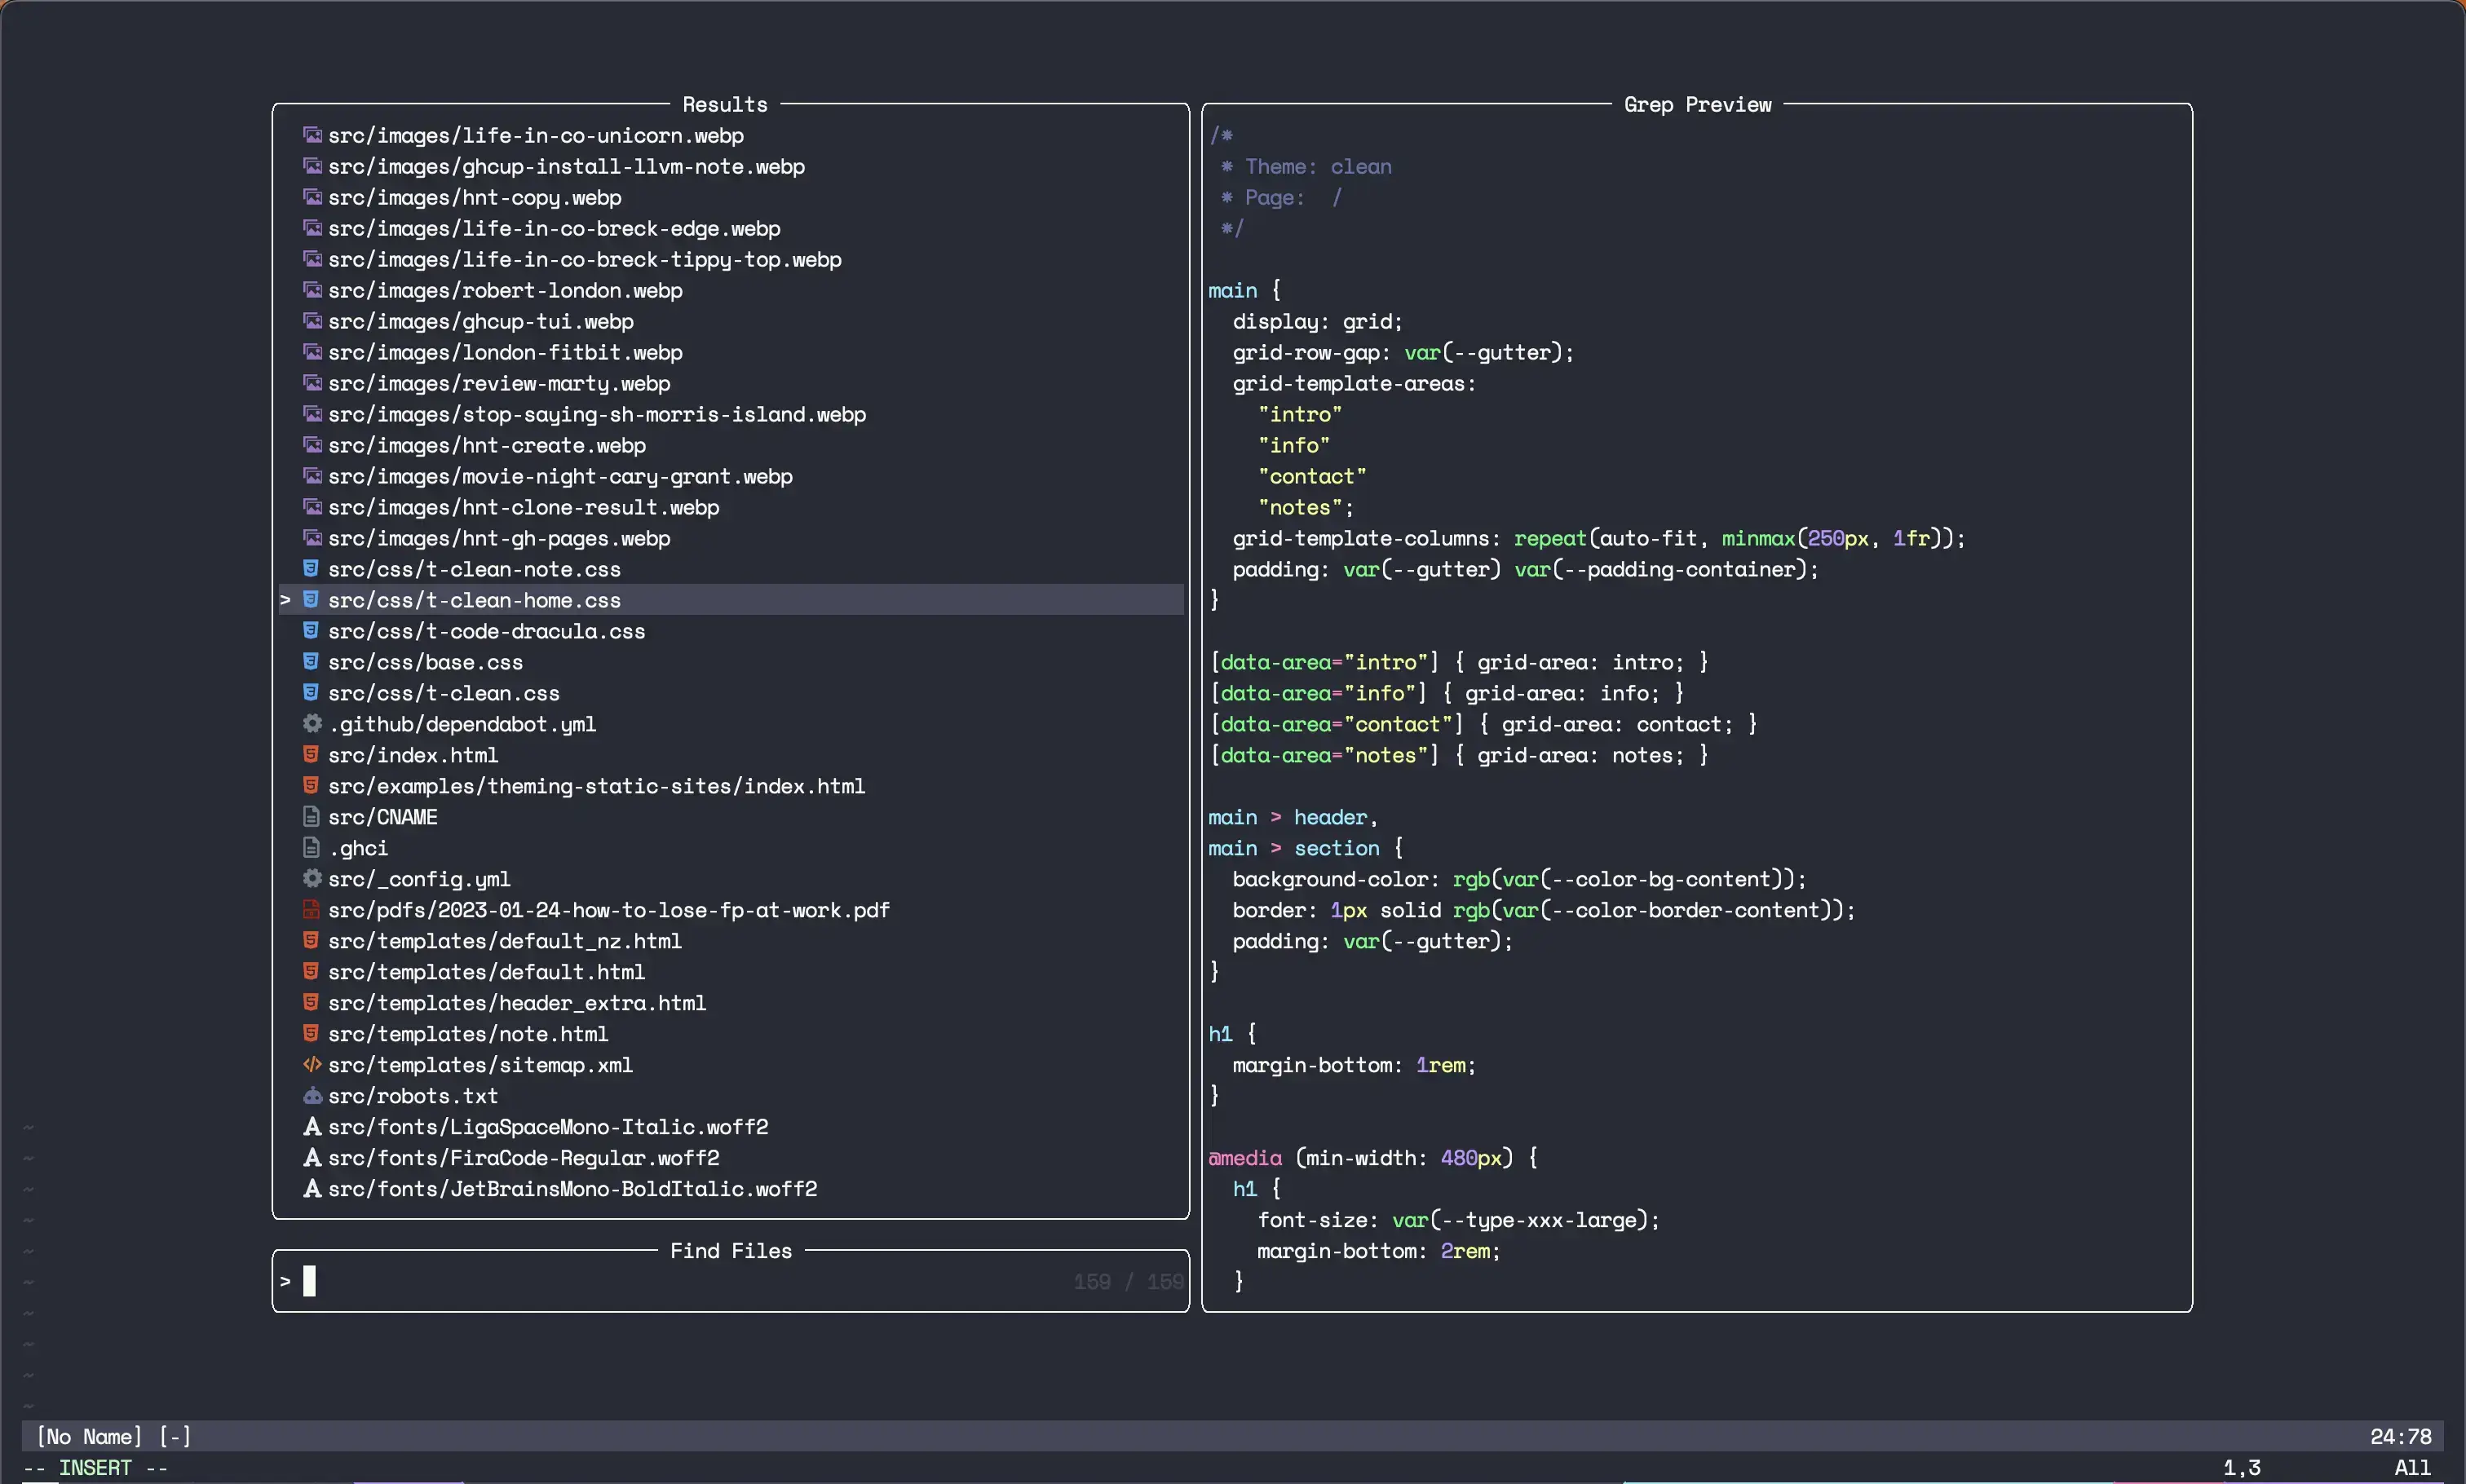 Results
src/images/life-in-co-unicorn.webp
src/images/ghcup-install-llvm-note.webp
src/images/hnt-copy.webp
src/images/life-in-co-breck-edge.webp
src/images/life-in-co-breck-tippy-top.webp
src/images/robert-london.webp
src/images/ghcup-tui.webp
src/images/london-fitbit.webp
src/images/review-marty.webp
src/images/stop-saying-sh-morris-island.webp
src/images/hnt-create.webp
src/images/movie-night-cary-grant.webp
src/images/hnt-clone-result.webp
src/images/hnt-gh-pages.webp
src/css/t-clean-note.css
> src/css/t-clean-home.css
src/css/t-code-dracula.css
src/css/base.css
src/css/t-clean.css
.github/dependabot.yml
src/index.html
src/examples/theming-static-sites/index.html
src/CNAME
.ghci
src/_config.yml
src/pdfs/2023-01-24-how-to-lose-fp-at-work.pdf
src/templates/default_nz.html
src/templates/default.html
src/templates/header_extra.html
src/templates/note.html
src/templates/sitemap.xml
src/robots.txt
src/fonts/LigaSpaceMono-Italic.woff2
src/fonts/FiraCode-Regular.woff2
src/fonts/JetBrainsMono-BoldItalic.woff2
Find Files
> 159 / 159
Grep Preview
/*
 * Theme: clean
 * Page:  /
 */
main {
  display: grid;
  grid-row-gap: var(--gutter);
  grid-template-areas:
    "intro"
    "info"
    "contact"
    "notes";
  grid-template-columns: repeat(auto-fit, minmax(250px, 1fr));
  padding: var(--gutter) var(--padding-container);
}
[data-area="intro"] { grid-area: intro; }
[data-area="info"] { grid-area: info; }
[data-area="contact"] { grid-area: contact; }
[data-area="notes"] { grid-area: notes; }
main > header,
main > section {
  background-color: rgb(var(--color-bg-content));
  border: 1px solid rgb(var(--color-border-content));
  padding: var(--gutter);
}
h1 {
  margin-bottom: 1rem;
}
@media (min-width: 480px) {
  h1 {
    font-size: var(--type-xxx-large);
    margin-bottom: 2rem;
  }
~
~
~
~
~
~
~
~
~
~
[No Name] [-] 24:78
-- INSERT -- 1,3 All